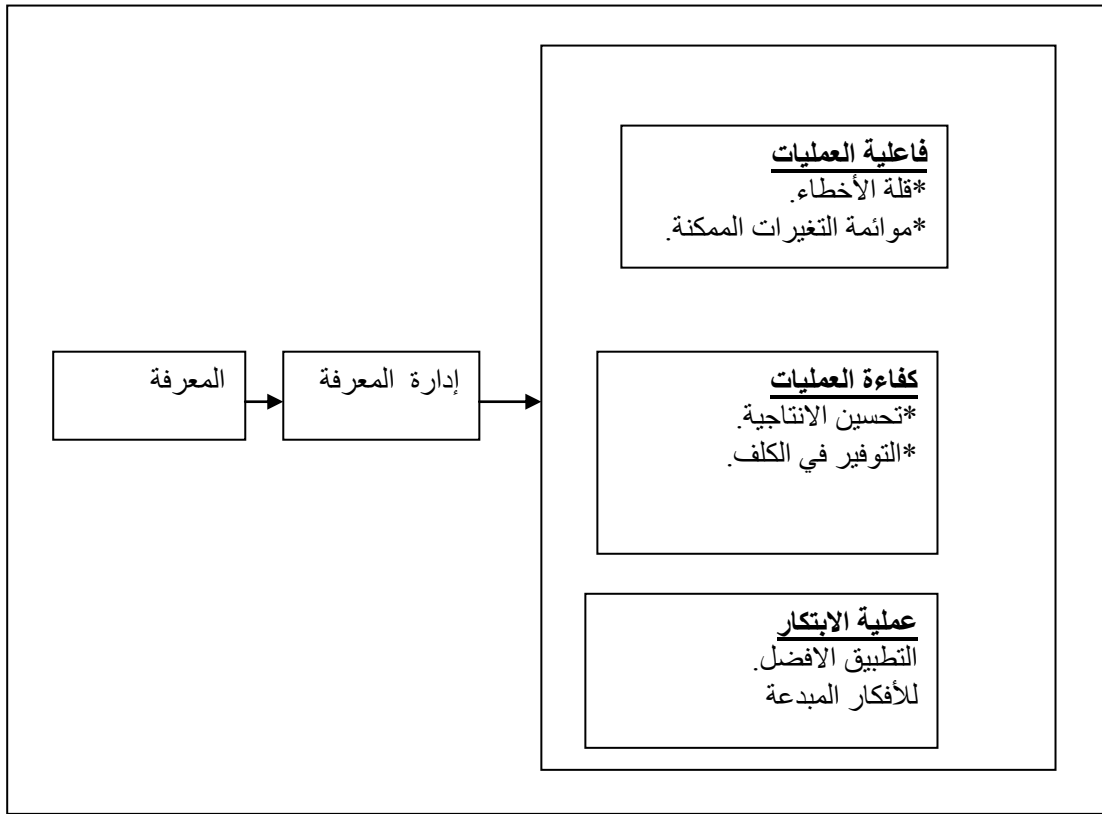 فاعلية العمليات
*قلة الأخطاء.
*موائمة التغيرات الممكنة.
المعرفة
إدارة المعرفة
كفاءة العمليات
*تحسين الانتاجية.
*التوفير في الكلف.
عملية الابتكار
التطبيق الافضل.
للأفكار المبدعة